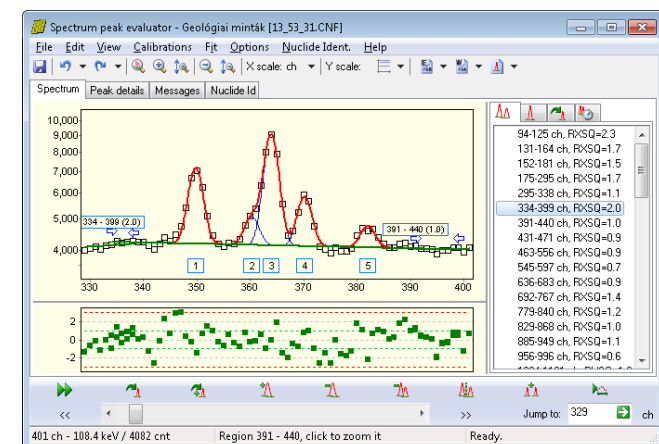 Spectrum peak evaluator - Geológiai minták [13_53_31.CNF]
File Edit View Calibrations Fit Options Nuclide Ident. Help
X scale: ch Y scale:
Spectrum Peak details Messages Nuclide Id
10,000
9,000
8,000
7,000
6,000
5,000
4,000
334 - 399 (2.0)
391 - 440 (1.0)
1 2 3 4 5
330 340 350 360 370 380 390 400
2
0
-2
94-125 ch, RXSQ=2.3
131-164 ch, RXSQ=1.7
152-181 ch, RXSQ=1.5
175-295 ch, RXSQ=1.7
295-338 ch, RXSQ=1.1
334-399 ch, RXSQ=2.0
391-440 ch, RXSQ=1.0
431-471 ch, RXSQ=0.9
463-556 ch, RXSQ=0.9
545-597 ch, RXSQ=0.7
636-683 ch, RXSQ=0.9
692-767 ch, RXSQ=1.4
779-840 ch, RXSQ=1.2
829-868 ch, RXSQ=1.0
885-949 ch, RXSQ=1.1
956-996 ch, RXSQ=0.6
<< >> Jump to: 329 ch
401 ch - 108.4 keV / 4082 cnt Region 391 - 440, click to zoom it Ready.